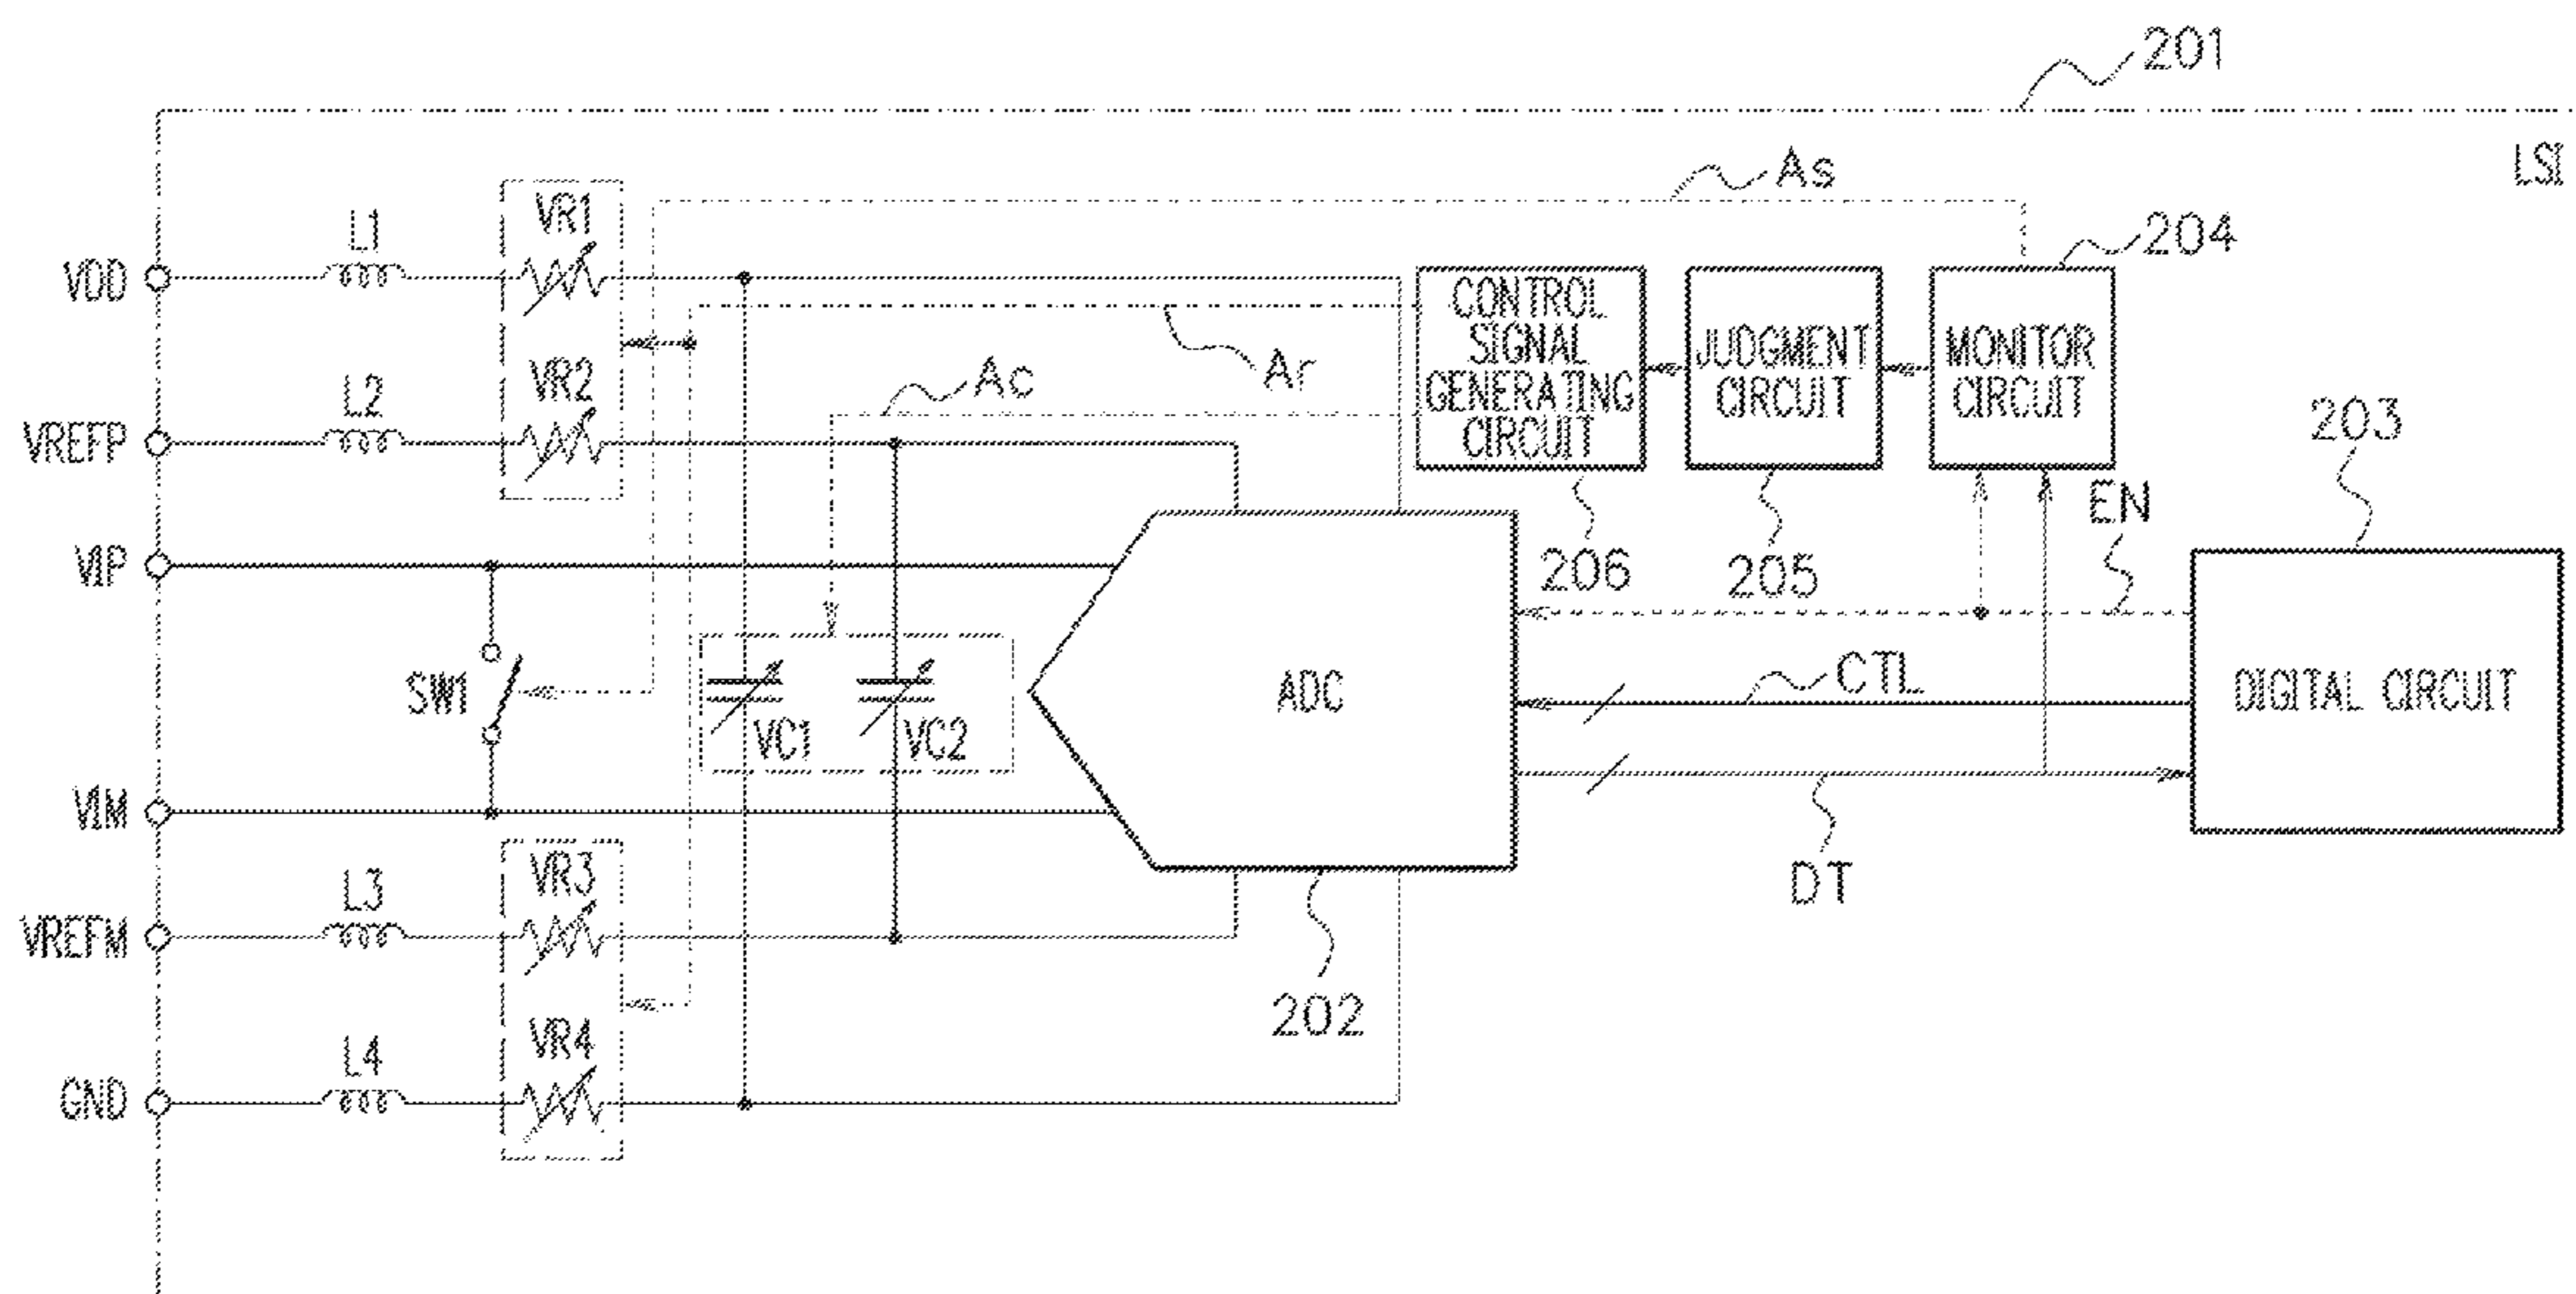 201
LSI
As
VR1
L1
204
VDD
CONTROL
SIGNAL
GENERATING
CIRCUIT
JUDGMENT
CIRCUIT
MONITOR
CIRCUIT
Ar
Ac
VR2
L2
VREFP
203
EN
206
205
VIP
CTL
SW1
ADC
DIGITAL CIRCUIT
VC1
VC2
VIM
DT
VR3
L3
VREFM
202
VR4
L4
GND